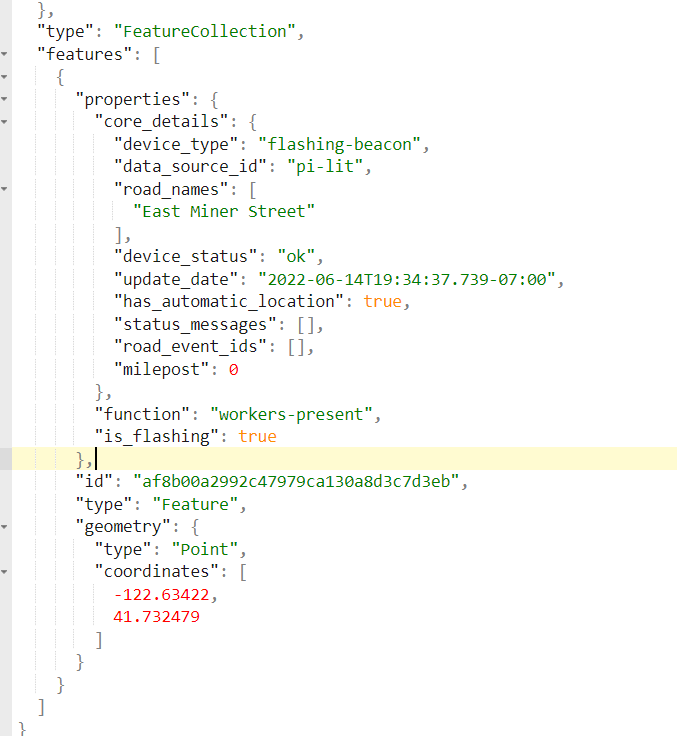 },
"type": "FeatureCollection",
"features": [
{
"properties": {
"core_details": {
"device_type": "flashing-beacon",
"data_source_id": "pi-lit",
"road_names": [
"East Miner Street"
],
"device_status": "ok",
"update_date": "2022-06-14T19:34:37.739-07:00",
"has_automatic_location": true,
"status_messages": [],
"road_event_ids": [],
"milepost": 0
},
"function": "workers-present",
"is_flashing": true
},
"id": "af8b00a2992c47979ca130a8d3c7d3eb",
"type": "Feature",
"geometry": {
"type": "Point",
"coordinates": [
-122.63422,
41.732479
]
}
}
]
}